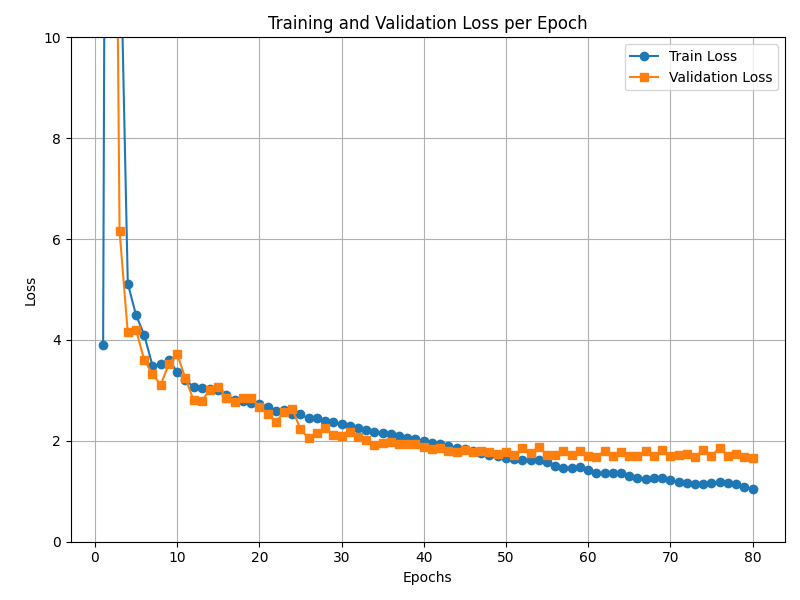 Training and Validation Loss per Epoch
Train Loss
Validation Loss
10
8
6
4
2
0
Loss
0 10 20 30 40 50 60 70 80
Epochs